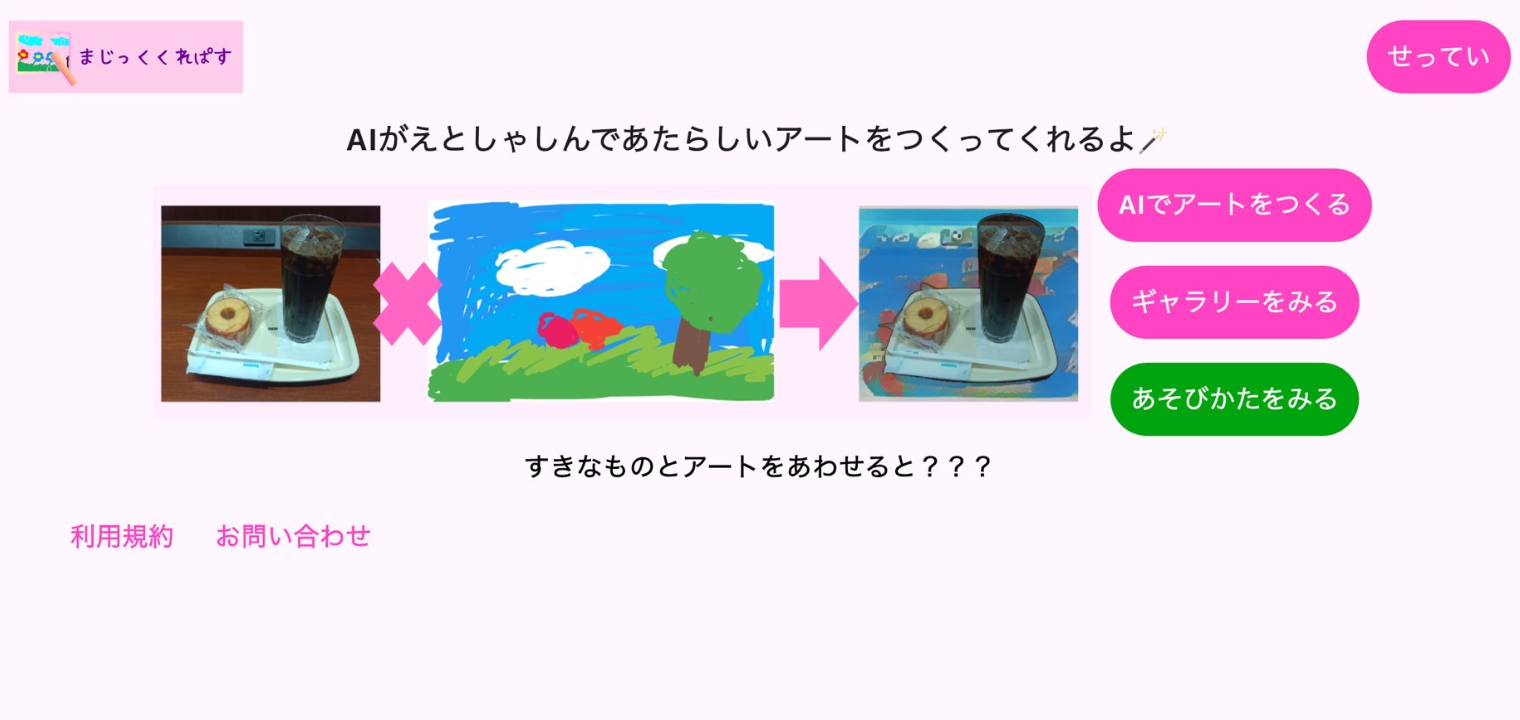 まじっくくれぱす
せってい
AIがえとしゃしんであたらしいアートをつくってくれるよ🪄
AIでアートをつくる
ギャラリーをみる
あそびかたをみる
すきなものとアートをあわせると？？？
利用規約
お問い合わせ